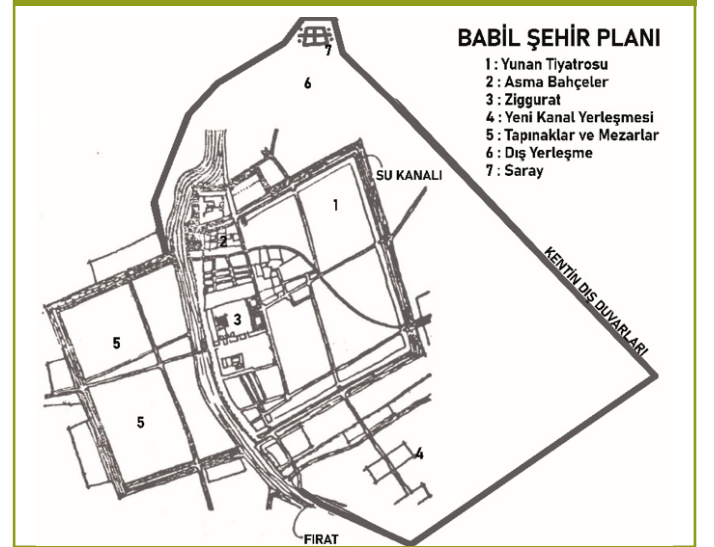 BABİL ŞEHİR PLANI
1 : Yunan Tiyatrosu
2 : Asma Bahçeler
3 : Ziggurat
4 : Yeni Kanal Yerleşmesi
5 : Tapınaklar ve Mezarlar
6 : Dış Yerleşme
7 : Saray
7
6
SU KANALI
1
2
KENTİN DIŞ DUVARLARI
3
5
5
4
FIRAT